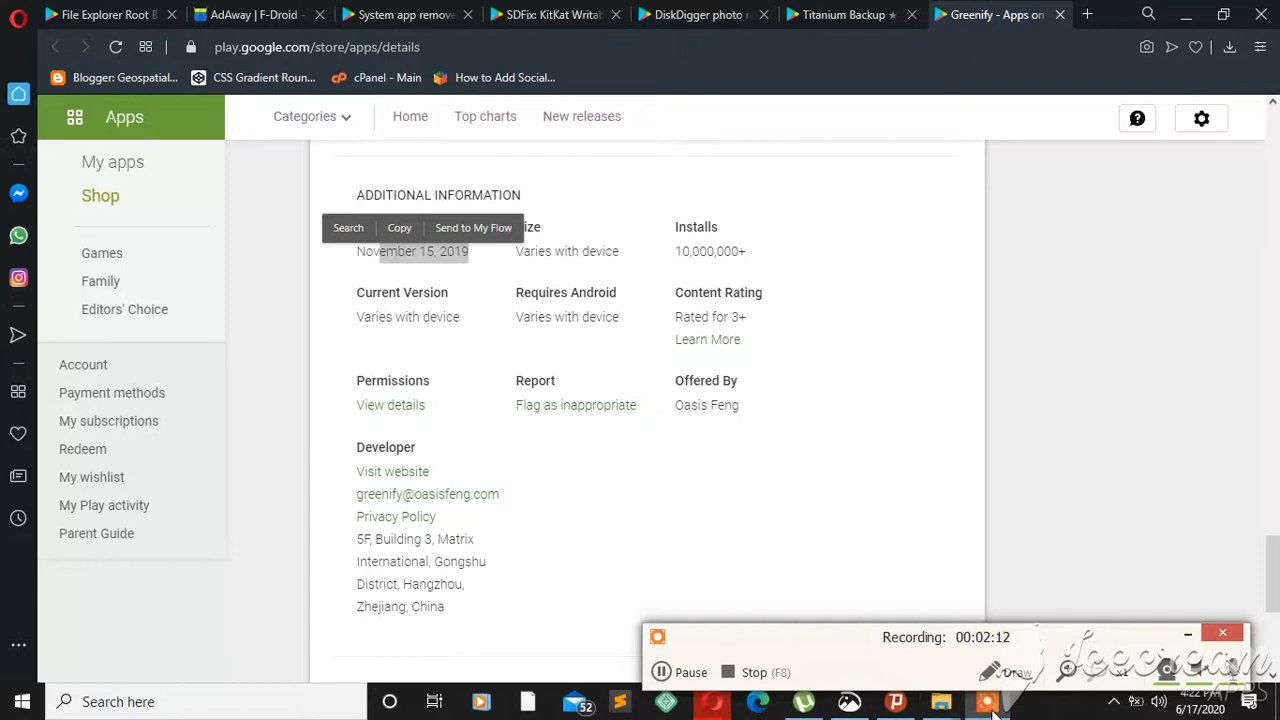 File Explorer Root B
AdAway | F-Droid -
System app remove
SDFix: KitKat Writab
DiskDigger photo r
Titanium Backup ★
Greenify - Apps on
play.google.com/store/apps/details
Blogger: Geospatial...
CSS Gradient Roun...
cPanel - Main
How to Add Social...
Apps
Categories
Home
Top charts
New releases
My apps
Shop
Games
Family
Editors' Choice
Account
Payment methods
My subscriptions
Redeem
My wishlist
My Play activity
Parent Guide
ADDITIONAL INFORMATION
Search
Copy
Send to My Flow
ize
Installs
November 15, 2019
Varies with device
10,000,000+
Current Version
Requires Android
Content Rating
Varies with device
Varies with device
Rated for 3+
Learn More
Permissions
Report
Offered By
View details
Flag as inappropriate
Oasis Feng
Developer
Visit website
greenify@oasisfeng.com
Privacy Policy
5F, Building 3, Matrix
International, Gongshu
District, Hangzhou,
Zhejiang, China
Recording: 00:02:12
Pause
Stop (F8)
Draw
x1
Icecream
APPS
Search here
52
4:22 PM
6/17/2020